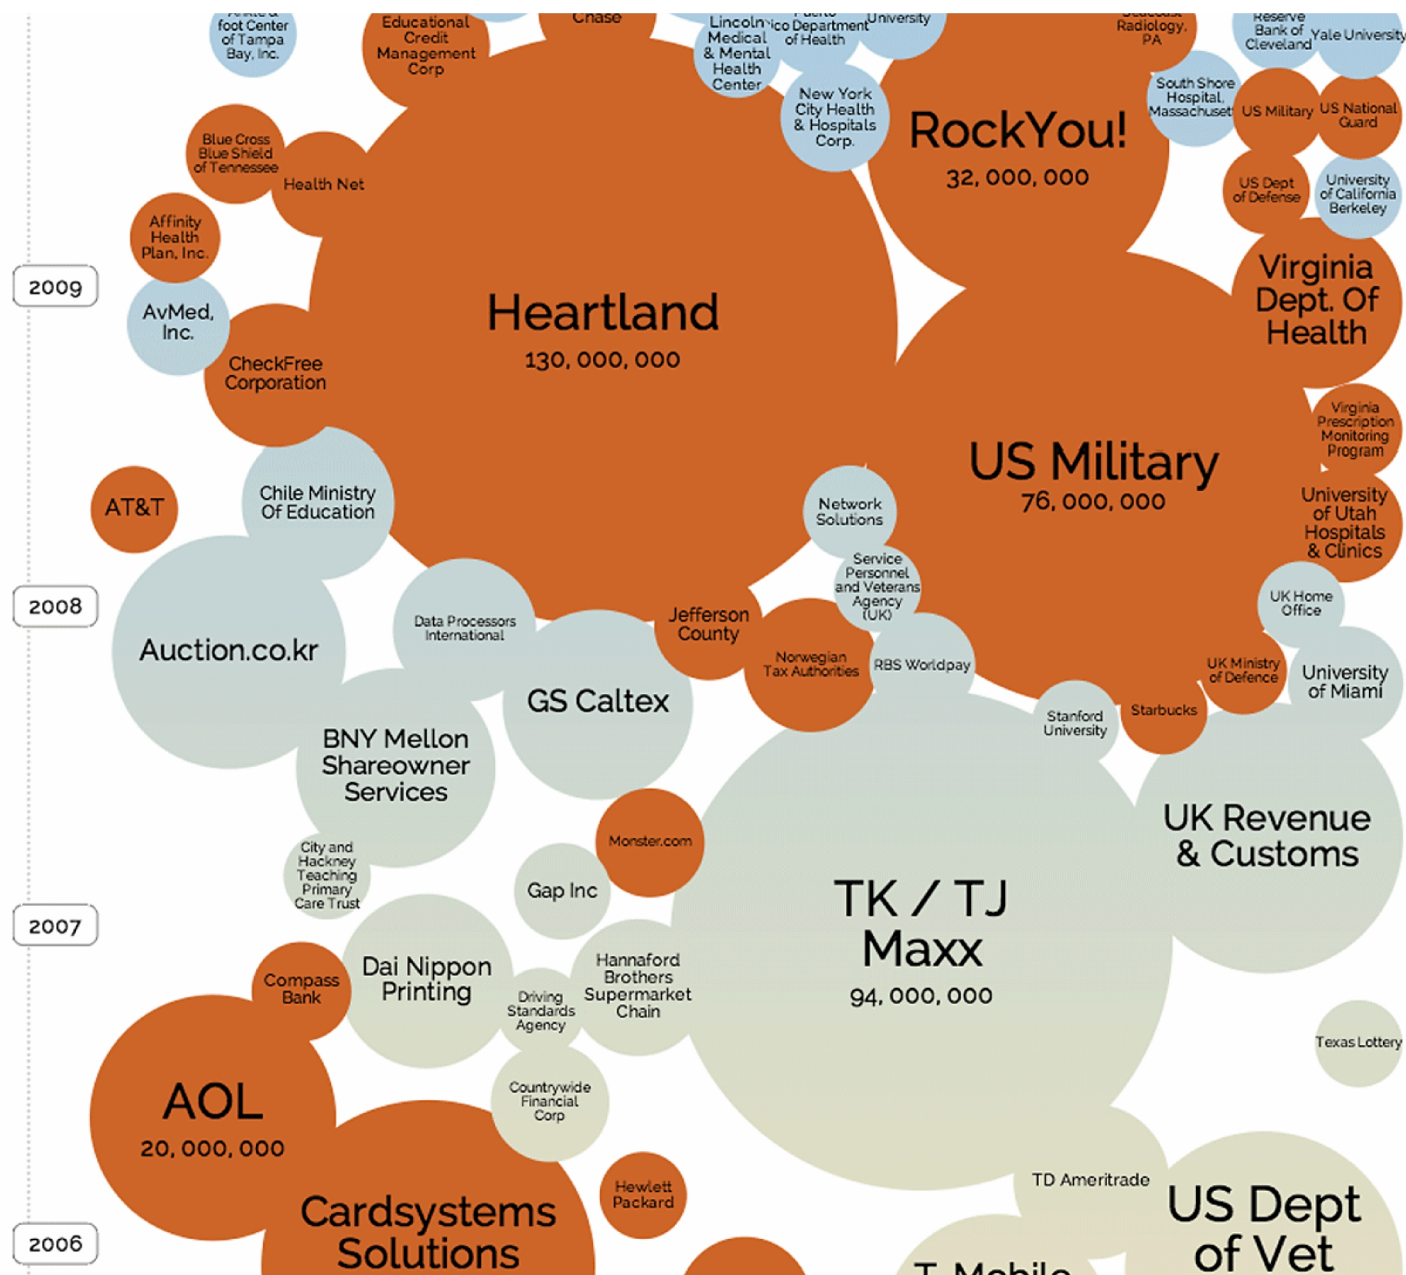 foot Center
of Tampa
Bay, Inc.
Educational
Credit
Management
Corp
Chase
Lincoln
Medical
& Mental
Health
Center
ico Department
of Health
University
New York
City Health
& Hospitals
Corp.
RockYou!
32, 000, 000
Seacoast
Radiology,
PA
Reserve
Bank of
Cleveland
Yale University
South Shore
Hospital,
Massachuset
US Military
US National
Guard
US Dept
of Defense
University
of California
Berkeley
Blue Cross
Blue Shield
of Tennessee
Health Net
Affinity
Health
Plan, Inc.
2009
AvMed,
Inc.
CheckFree
Corporation
Heartland
130, 000, 000
Virginia
Dept. Of
Health
Virginia
Prescription
Monitoring
Program
US Military
76, 000, 000
AT&T
Chile Ministry
Of Education
Network
Solutions
University
of Utah
Hospitals
& Clinics
Service
Personnel
and Veterans
Agency
(UK)
2008
UK Home
Office
Auction.co.kr
Data Processors
International
Jefferson
County
Norwegian
Tax Authorities
RBS Worldpay
UK Ministry
of Defence
University
of Miami
GS Caltex
Stanford
University
Starbucks
BNY Mellon
Shareowner
Services
UK Revenue
& Customs
Monster.com
City and
Hackney
Teaching
Primary
Care Trust
Gap Inc
TK / TJ
Maxx
94, 000, 000
2007
Compass
Bank
Dai Nippon
Printing
Driving
Standards
Agency
Hannaford
Brothers
Supermarket
Chain
Texas Lottery
AOL
20, 000, 000
Countrywide
Financial
Corp
Hewlett
Packard
TD Ameritrade
Cardsystems
Solutions
US Dept
of Vet
2006
T-Mobile